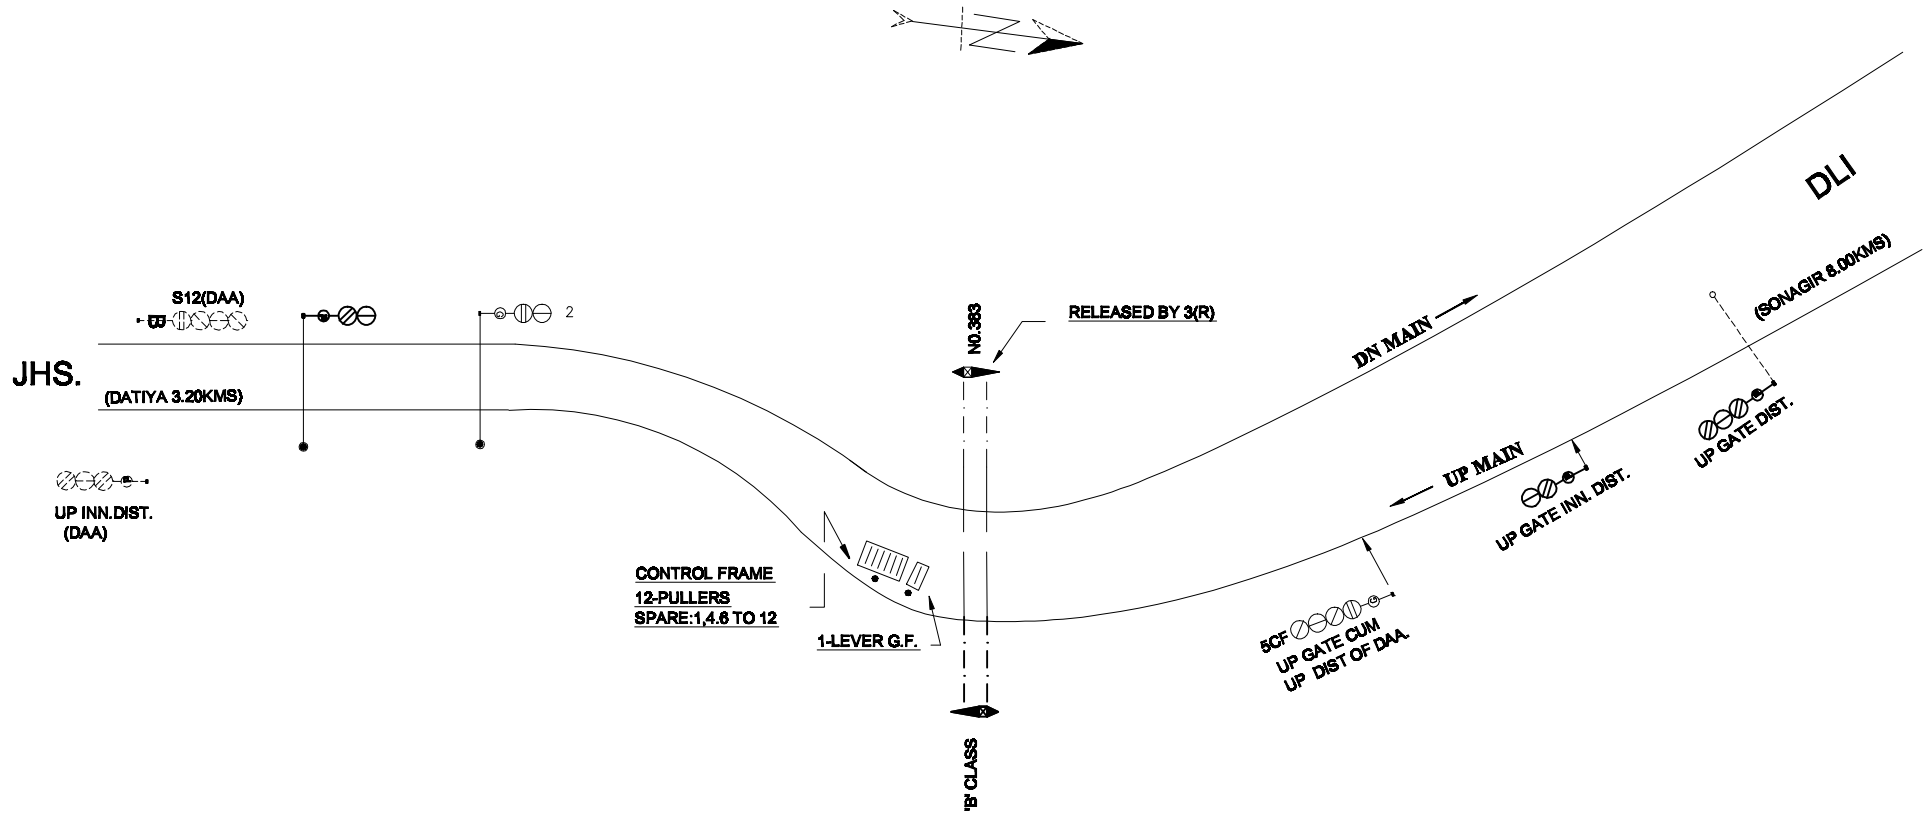 DLI
(SONAGIR 8.00KMS)
S12(DAA)
B
2
N0.383
RELEASED BY 3(R)
DN MAIN
JHS.
(DATIYA 3.20KMS)
UP GATE DIST.
UP MAIN
UP GATE INN. DIST.
UP INN.DIST.
(DAA)
CONTROL FRAME
12-PULLERS
SPARE:1,4.6 TO 12
1-LEVER G.F.
5CF
UP GATE CUM
UP DIST OF DAA.
'B' CLASS